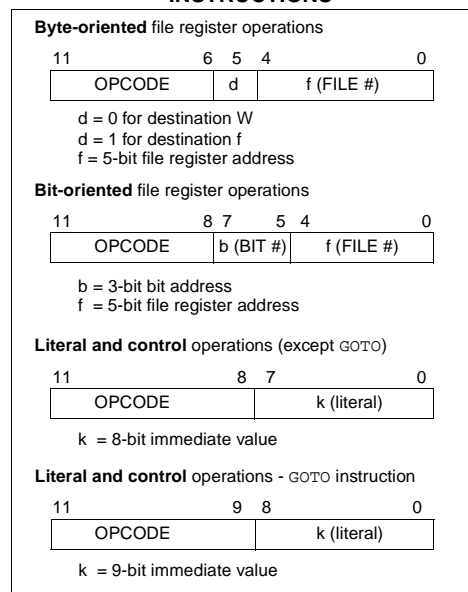 INSTRUCTIONS
Byte-oriented file register operations
11 6 5 4 0
OPCODE d f (FILE #)
d = 0 for destination W
d = 1 for destination f
f = 5-bit file register address
Bit-oriented file register operations
11 8 7 5 4 0
OPCODE b (BIT #) f (FILE #)
b = 3-bit bit address
f = 5-bit file register address
Literal and control operations (except GOTO)
11 8 7 0
OPCODE k (literal)
k = 8-bit immediate value
Literal and control operations - GOTO instruction
11 9 8 0
OPCODE k (literal)
k = 9-bit immediate value